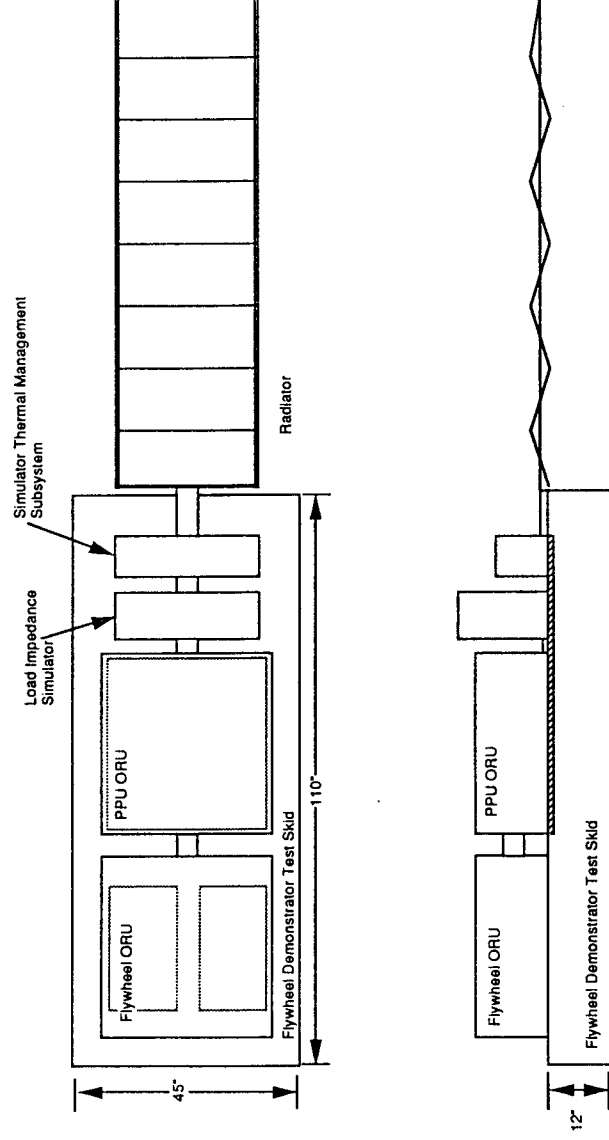 Simulator Thermal Management
Subsystem
Load Impedance
Simulator
PPU ORU
Flywheel ORU
Radiator
Flywheel Demonstrator Test Skid
110"
45"
PPU ORU
Flywheel ORU
Flywheel Demonstrator Test Skid
12"